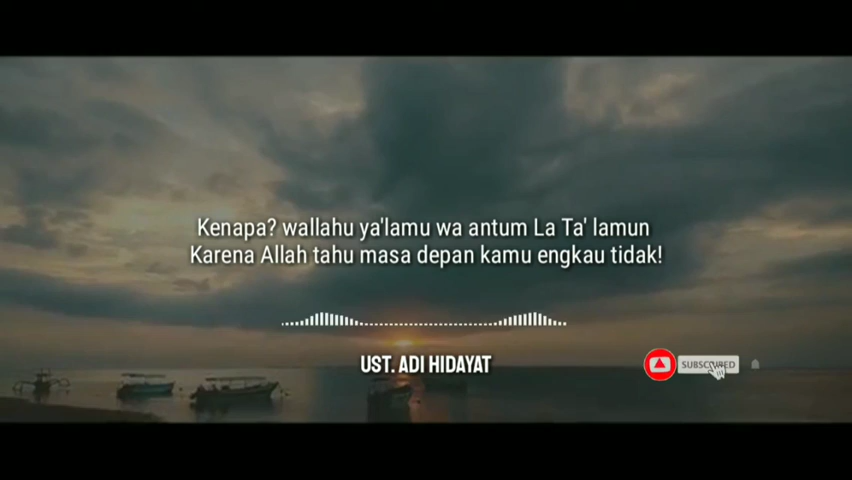 Kenapa? wallahu ya'lamu wa antum La Ta' lamun
Karena Allah tahu masa depan kamu engkau tidak!
UST. ADI HIDAYAT
SUBSCRIBED